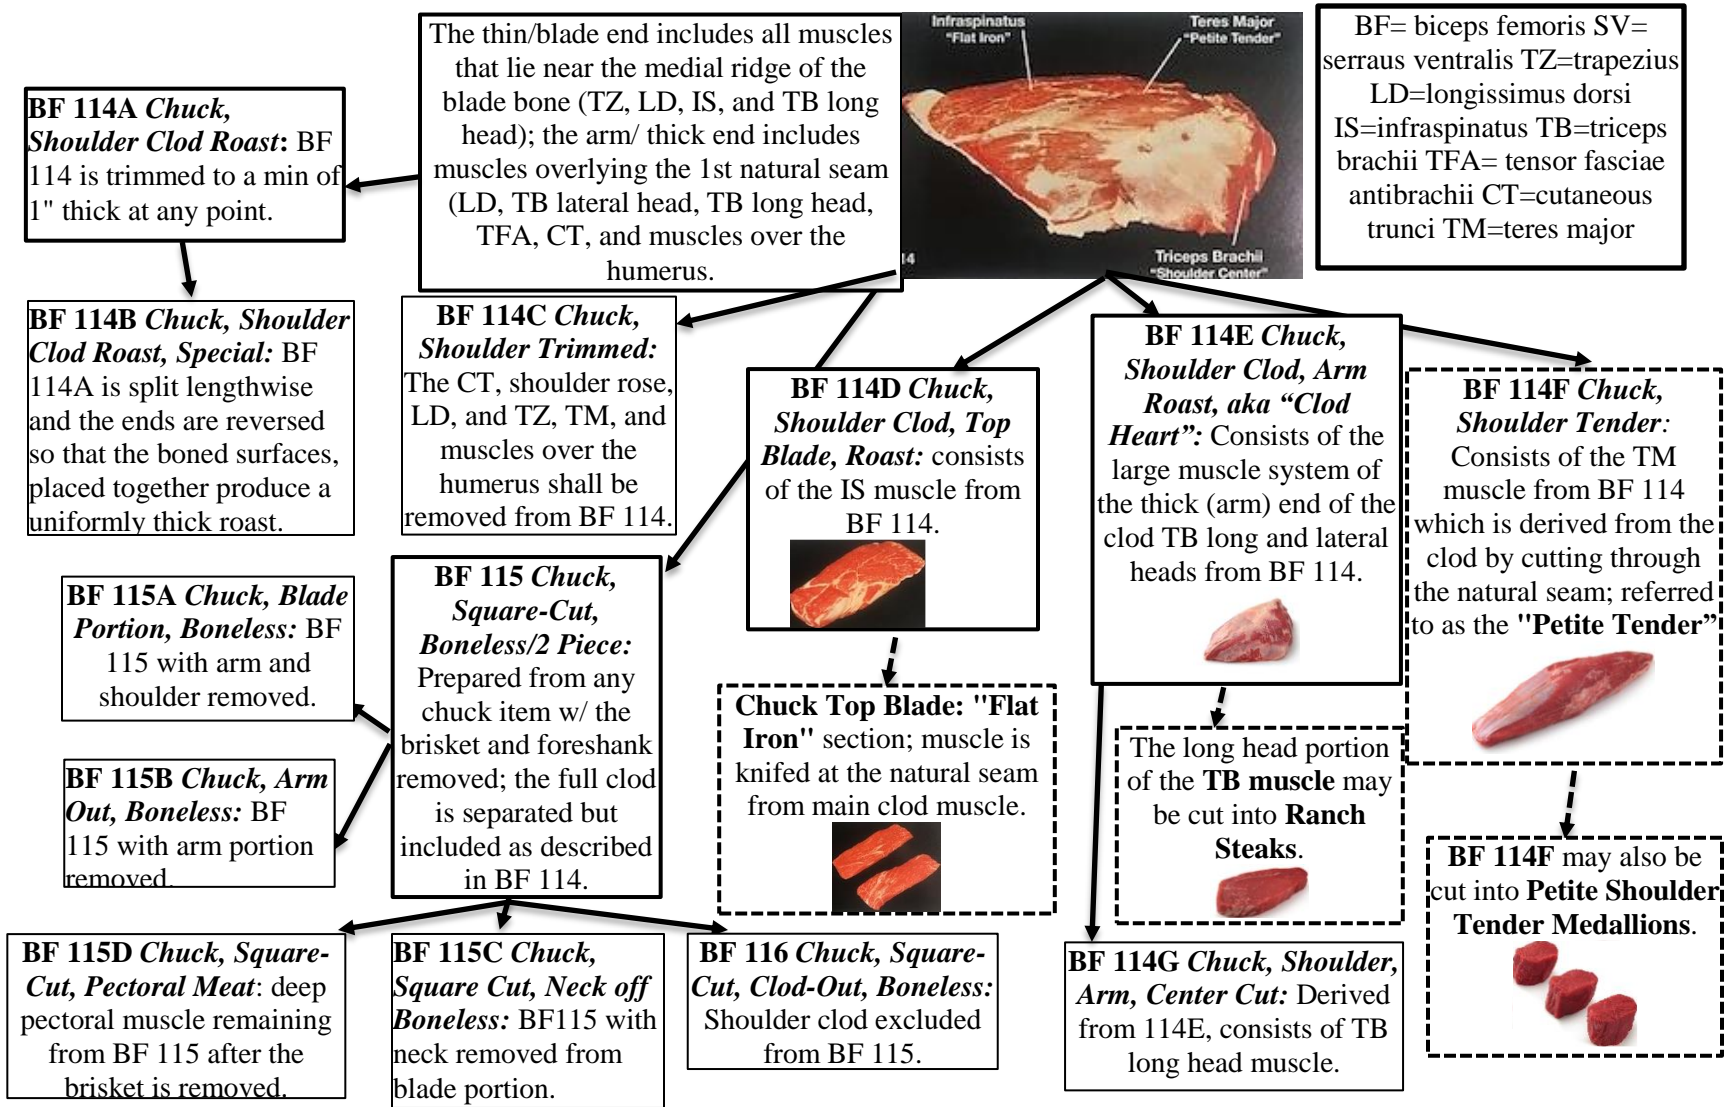 The thin/blade end includes all muscles
that lie near the medial ridge of the
blade bone (TZ, LD, IS, and TB long
head); the arm/ thick end includes
muscles overlying the 1st natural seam
(LD, TB lateral head, TB long head,
TFA, CT, and muscles over the
humerus.
Infraspinatus
"Flat Iron"
Teres Major
"Petite Tender"
Triceps Brachii
"Shoulder Center"
14
BF= biceps femoris SV=
serraus ventralis TZ=trapezius
LD=longissimus dorsi
IS=infraspinatus TB=triceps
brachii TFA= tensor fasciae
antibrachii CT=cutaneous
trunci TM=teres major
BF 114A Chuck,
Shoulder Clod Roast: BF
114 is trimmed to a min of
1" thick at any point.
BF 114B Chuck, Shoulder
Clod Roast, Special: BF
114A is split lengthwise
and the ends are reversed
so that the boned surfaces,
placed together produce a
uniformly thick roast.
BF 114C Chuck,
Shoulder Trimmed:
The CT, shoulder rose,
LD, and TZ, TM, and
muscles over the
humerus shall be
removed from BF 114.
BF 114D Chuck,
Shoulder Clod, Top
Blade, Roast: consists
of the IS muscle from
BF 114.
BF 114E Chuck,
Shoulder Clod, Arm
Roast, aka “Clod
Heart”: Consists of the
large muscle system of
the thick (arm) end of the
clod TB long and lateral
heads from BF 114.
BF 114F Chuck,
Shoulder Tender:
Consists of the TM
muscle from BF 114
which is derived from the
clod by cutting through
the natural seam; referred
to as the "Petite Tender”
BF 115A Chuck, Blade
Portion, Boneless: BF
115 with arm and
shoulder removed.
BF 115B Chuck, Arm
Out, Boneless: BF
115 with arm portion
removed.
BF 115 Chuck,
Square-Cut,
Boneless/2 Piece:
Prepared from any
chuck item w/ the
brisket and foreshank
removed; the full clod
is separated but
included as described
in BF 114.
Chuck Top Blade: "Flat
Iron" section; muscle is
knifed at the natural seam
from main clod muscle.
The long head portion
of the TB muscle may
be cut into Ranch
Steaks.
BF 114F may also be
cut into Petite Shoulder
Tender Medallions.
BF 115D Chuck, Square-
Cut, Pectoral Meat: deep
pectoral muscle remaining
from BF 115 after the
brisket is removed.
BF 115C Chuck,
Square Cut, Neck off
Boneless: BF115 with
neck removed from
blade portion.
BF 116 Chuck, Square-
Cut, Clod-Out, Boneless:
Shoulder clod excluded
from BF 115.
BF 114G Chuck, Shoulder,
Arm, Center Cut: Derived
from 114E, consists of TB
long head muscle.